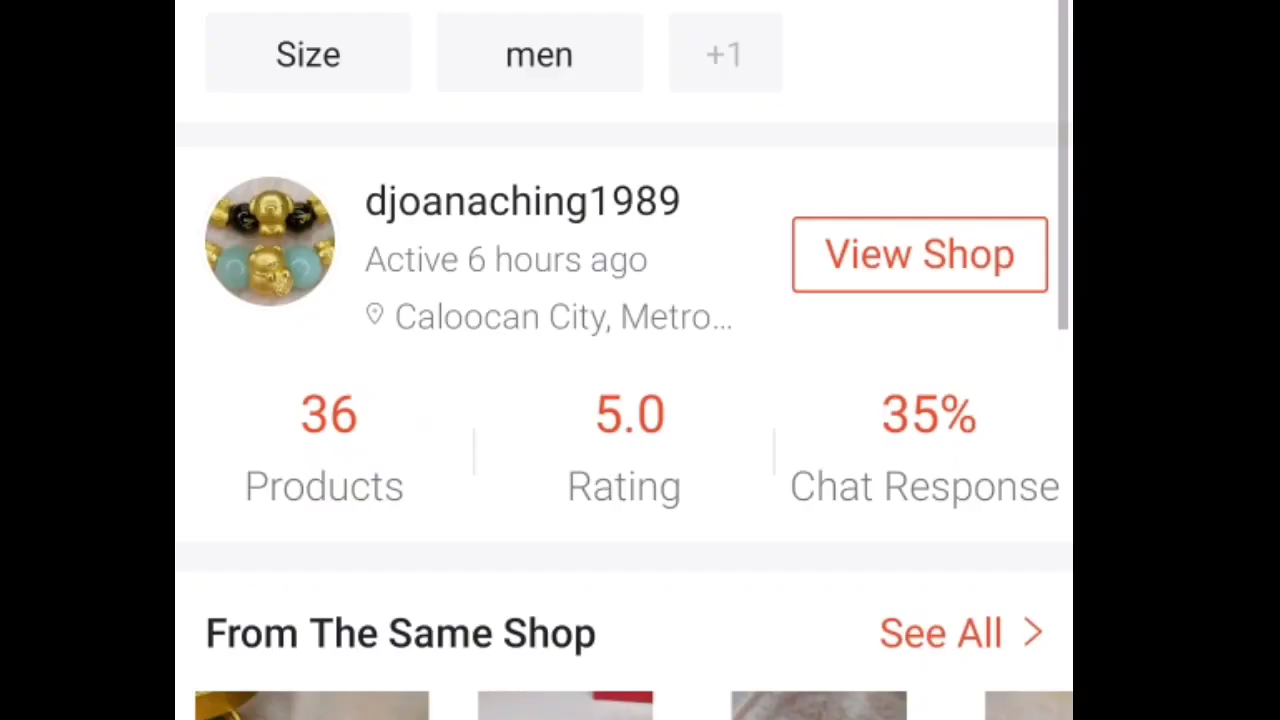 Size men +1
djoanaching1989
Active 6 hours ago
View Shop
Caloocan City, Metro...
36 5.0 35%
Products Rating Chat Response
From The Same Shop See All >